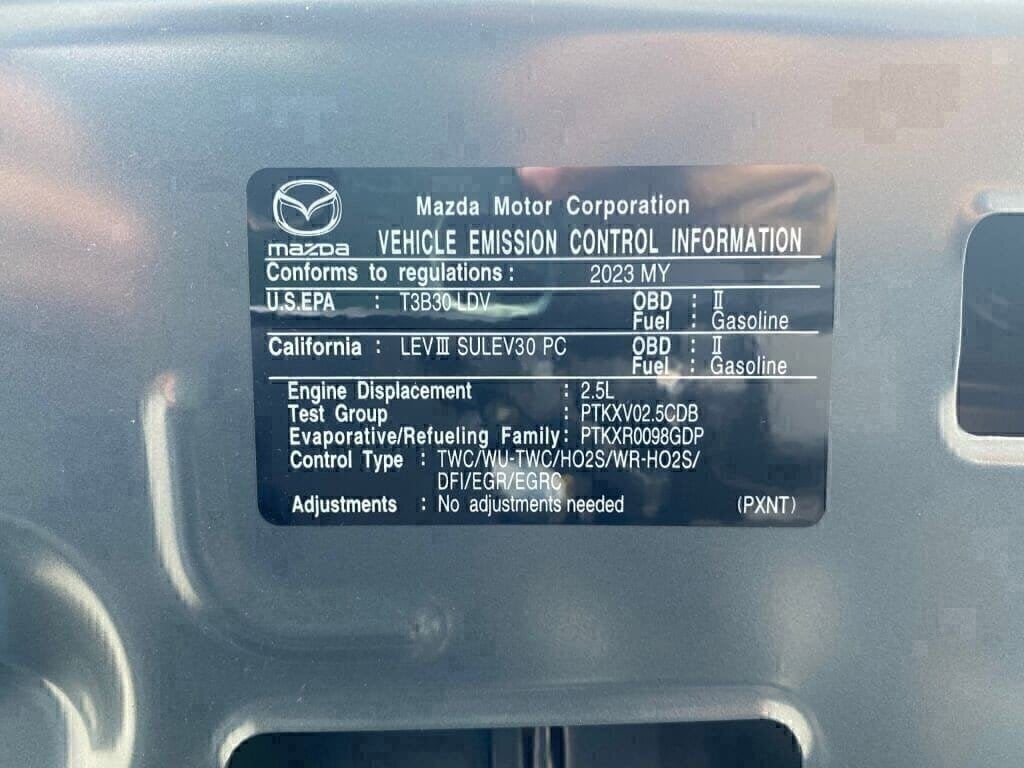 Mazda Motor Corporation
mazda VEHICLE EMISSION CONTROL INFORMATION
Conforms to regulations : 2023 MY
U.S.EPA : T3B30 LDV OBD : II
Fuel : Gasoline
California : LEVIII SULEV30 PC OBD : II
Fuel : Gasoline
Engine Displacement : 2.5L
Test Group : PTKXV02.5CDB
Evaporative/Refueling Family: PTKXR0098GDP
Control Type : TWC/WU-TWC/HO2S/WR-HO2S/
DFI/EGR/EGRC
Adjustments : No adjustments needed (PXNT)